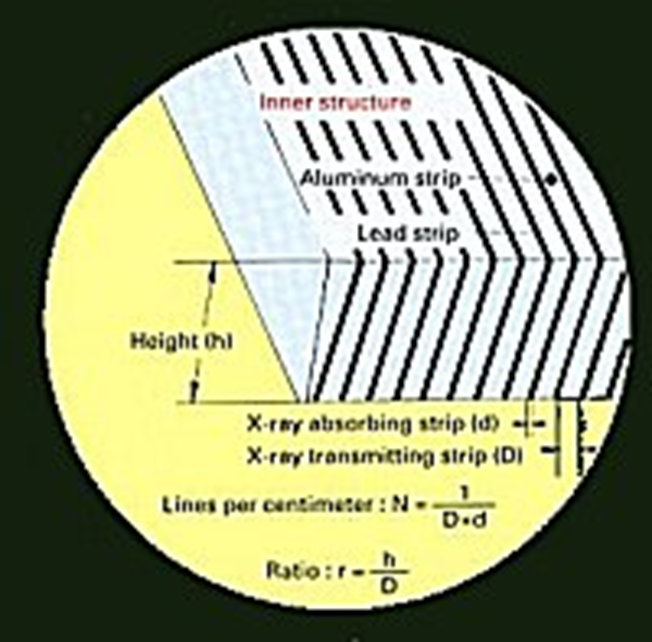 Inner structure
Aluminum strip
Lead strip
Height (h)
X-ray absorbing strip (d)
X-ray transmitting strip (D)
Lines per centimeter : N = 1
D+d
Ratio : r = h
D